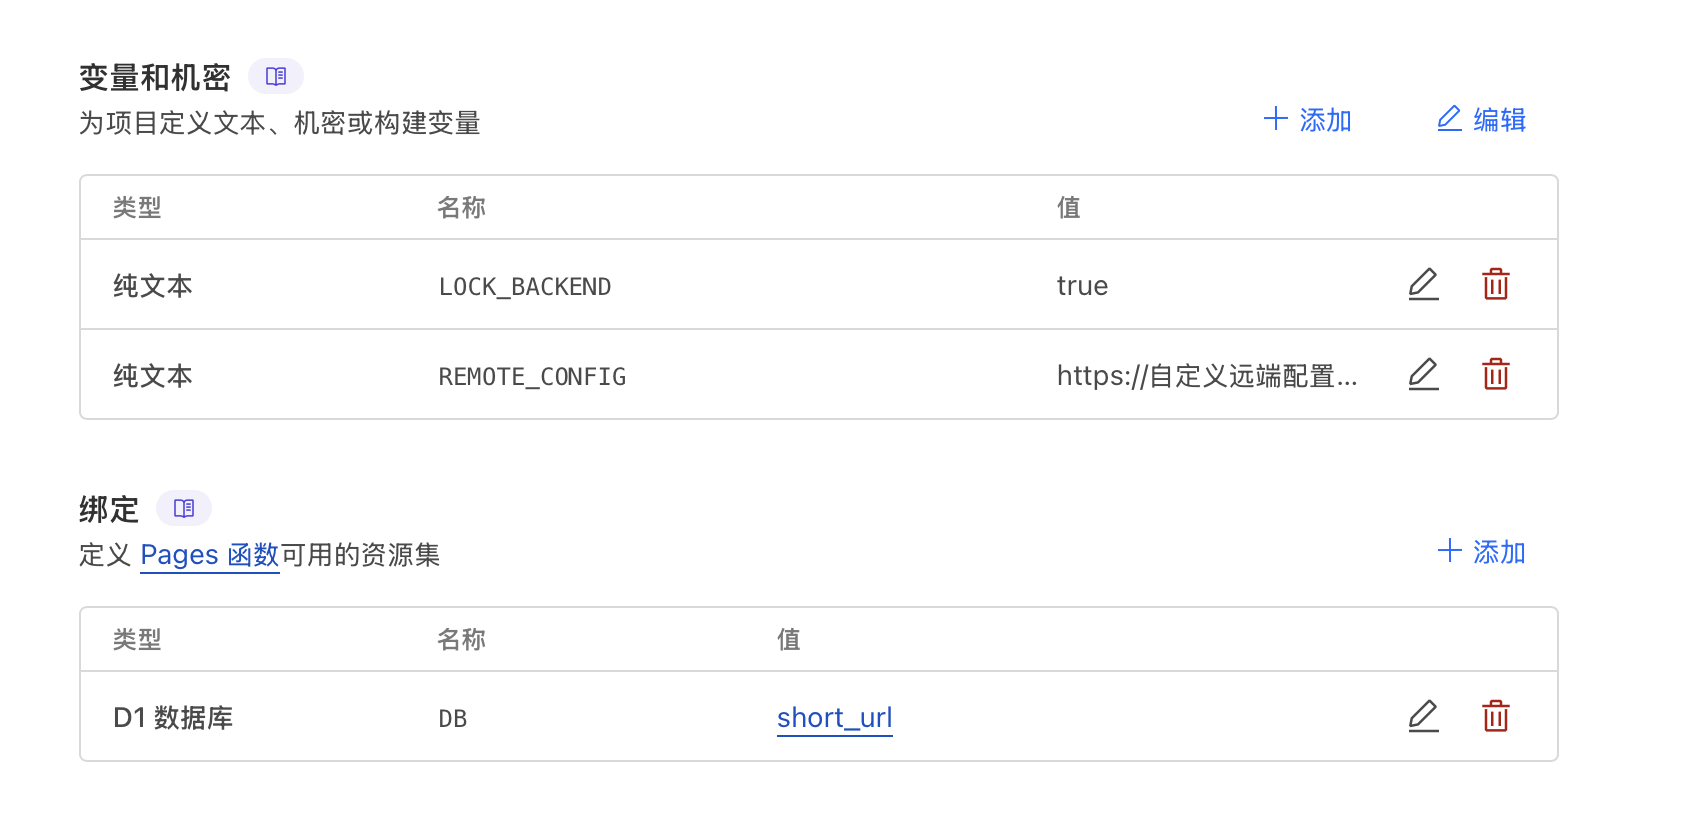 变量和机密
为项目定义文本、机密或构建变量
添加 编辑
类型 名称 值
纯文本 LOCK_BACKEND true
纯文本 REMOTE_CONFIG https://自定义远端配置...
绑定
定义 Pages 函数可用的资源集
添加
类型 名称 值
D1 数据库 DB short_url